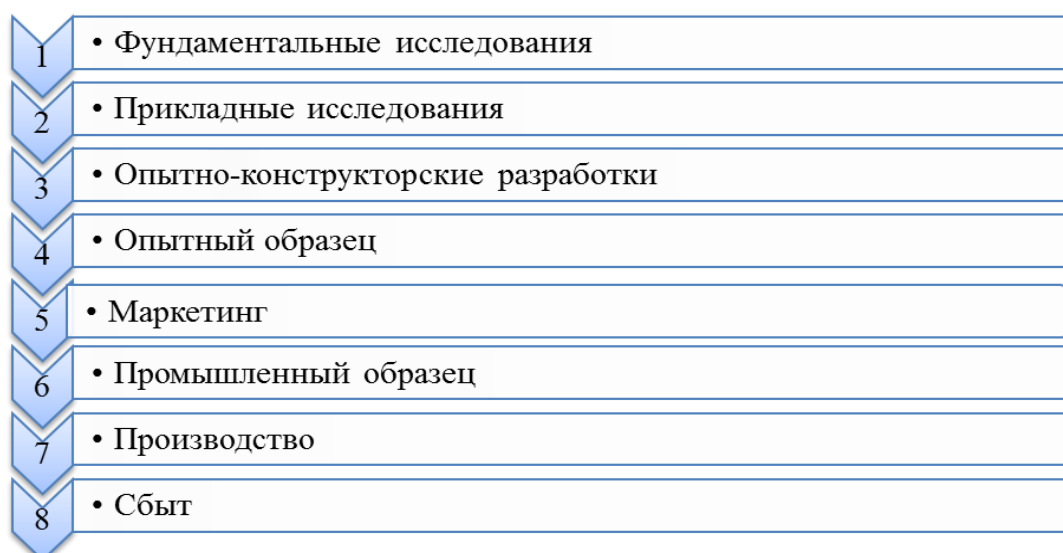 1 • Фундаментальные исследования
2 • Прикладные исследования
3 • Опытно-конструкторские разработки
4 • Опытный образец
5 • Маркетинг
6 • Промышленный образец
7 • Производство
8 • Сбыт